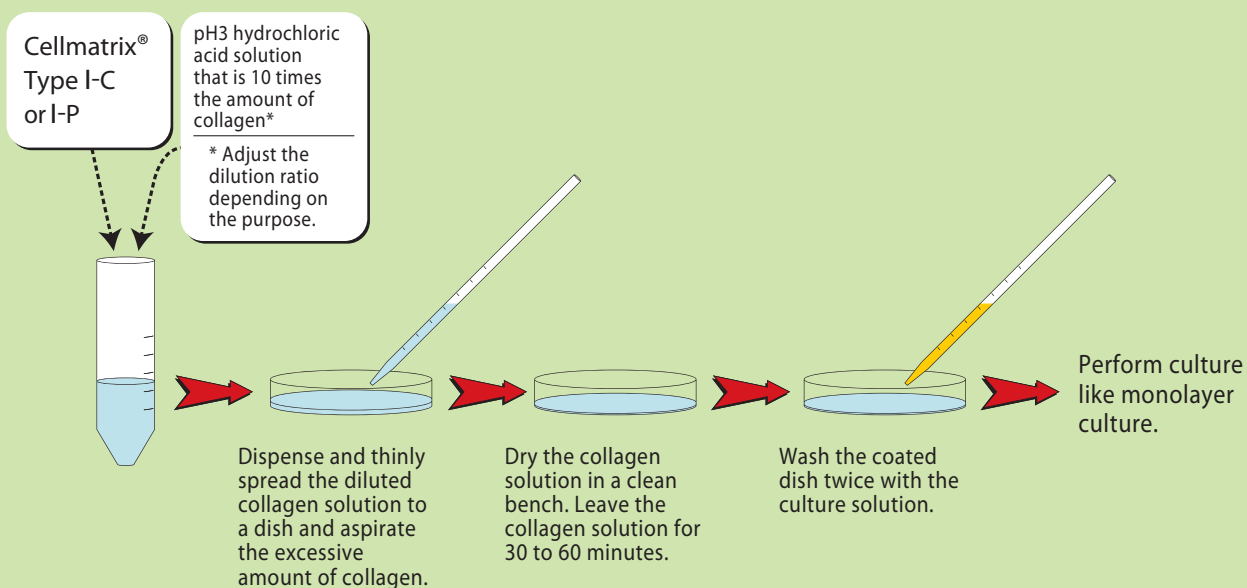 Cellmatrix®
Type I-C
or I-P
pH3 hydrochloric
acid solution
that is 10 times
the amount of
collagen*
* Adjust the
dilution ratio
depending on
the purpose.
Dispense and thinly
spread the diluted
collagen solution to
a dish and aspirate
the excessive
amount of collagen.
Dry the collagen
solution in a clean
bench. Leave the
collagen solution for
30 to 60 minutes.
Wash the coated
dish twice with the
culture solution.
Perform culture
like monolayer
culture.